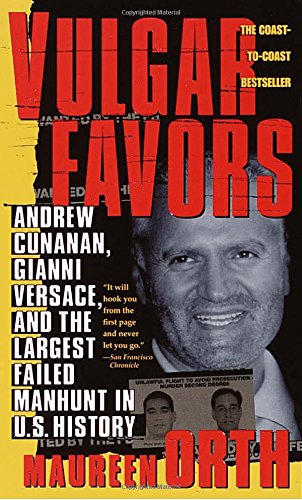 THE COAST-
TO-COAST
BESTSELLER
VULGAR
FAVORS
ANDREW
CUNANAN,
GIANNI
VERSACE,
AND THE
LARGEST
FAILED
MANHUNT IN
U.S. HISTORY
"It will
hook you
from the
first page
and never
let you go."
—San Francisco
Chronicle
UNLAWFUL FLIGHT TO AVOID PROSECUTION
MURDER SECOND DEGREE
MAUREEN ORTH